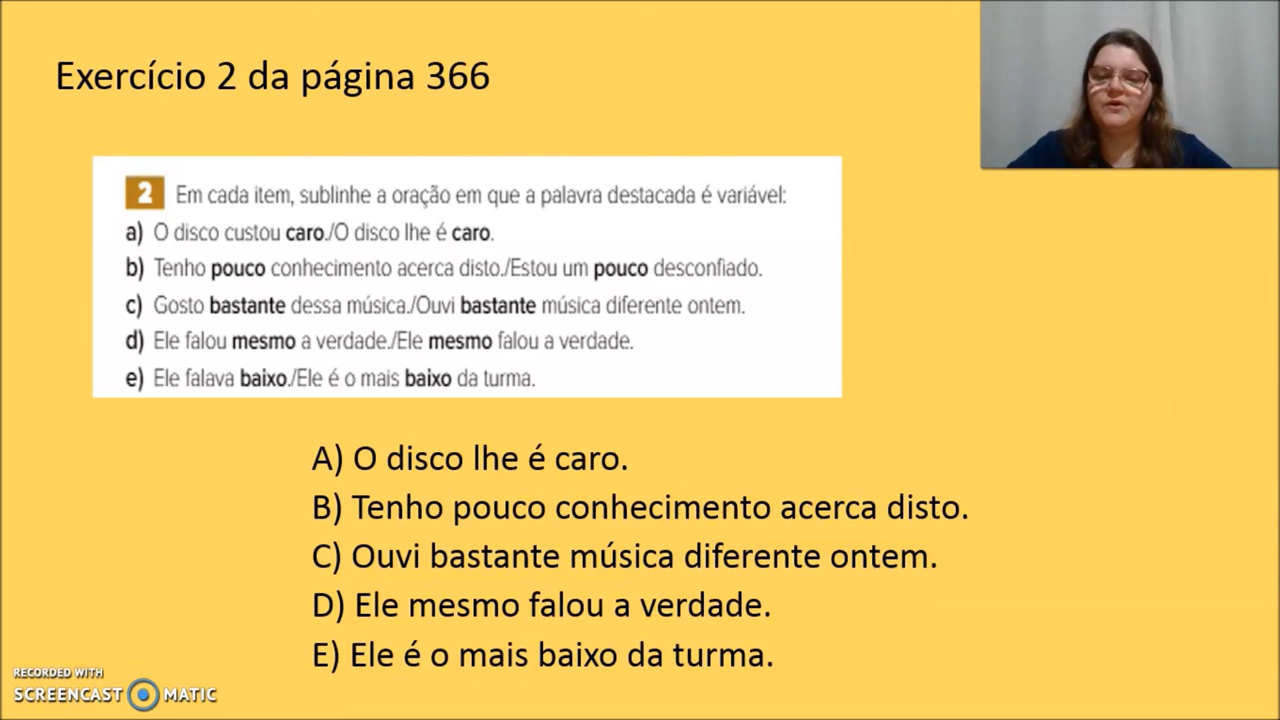 Exercício 2 da página 366
2 Em cada item, sublinhe a oração em que a palavra destacada é variável:
a) O disco custou caro./O disco lhe é caro.
b) Tenho pouco conhecimento acerca disto./Estou um pouco desconfiado.
c) Gosto bastante dessa música./Ouvi bastante música diferente ontem.
d) Ele falou mesmo a verdade./Ele mesmo falou a verdade.
e) Ele falava baixo./Ele é o mais baixo da turma.
A) O disco lhe é caro.
B) Tenho pouco conhecimento acerca disto.
C) Ouvi bastante música diferente ontem.
D) Ele mesmo falou a verdade.
E) Ele é o mais baixo da turma.
RECORDED WITH
SCREENCAST MATIC